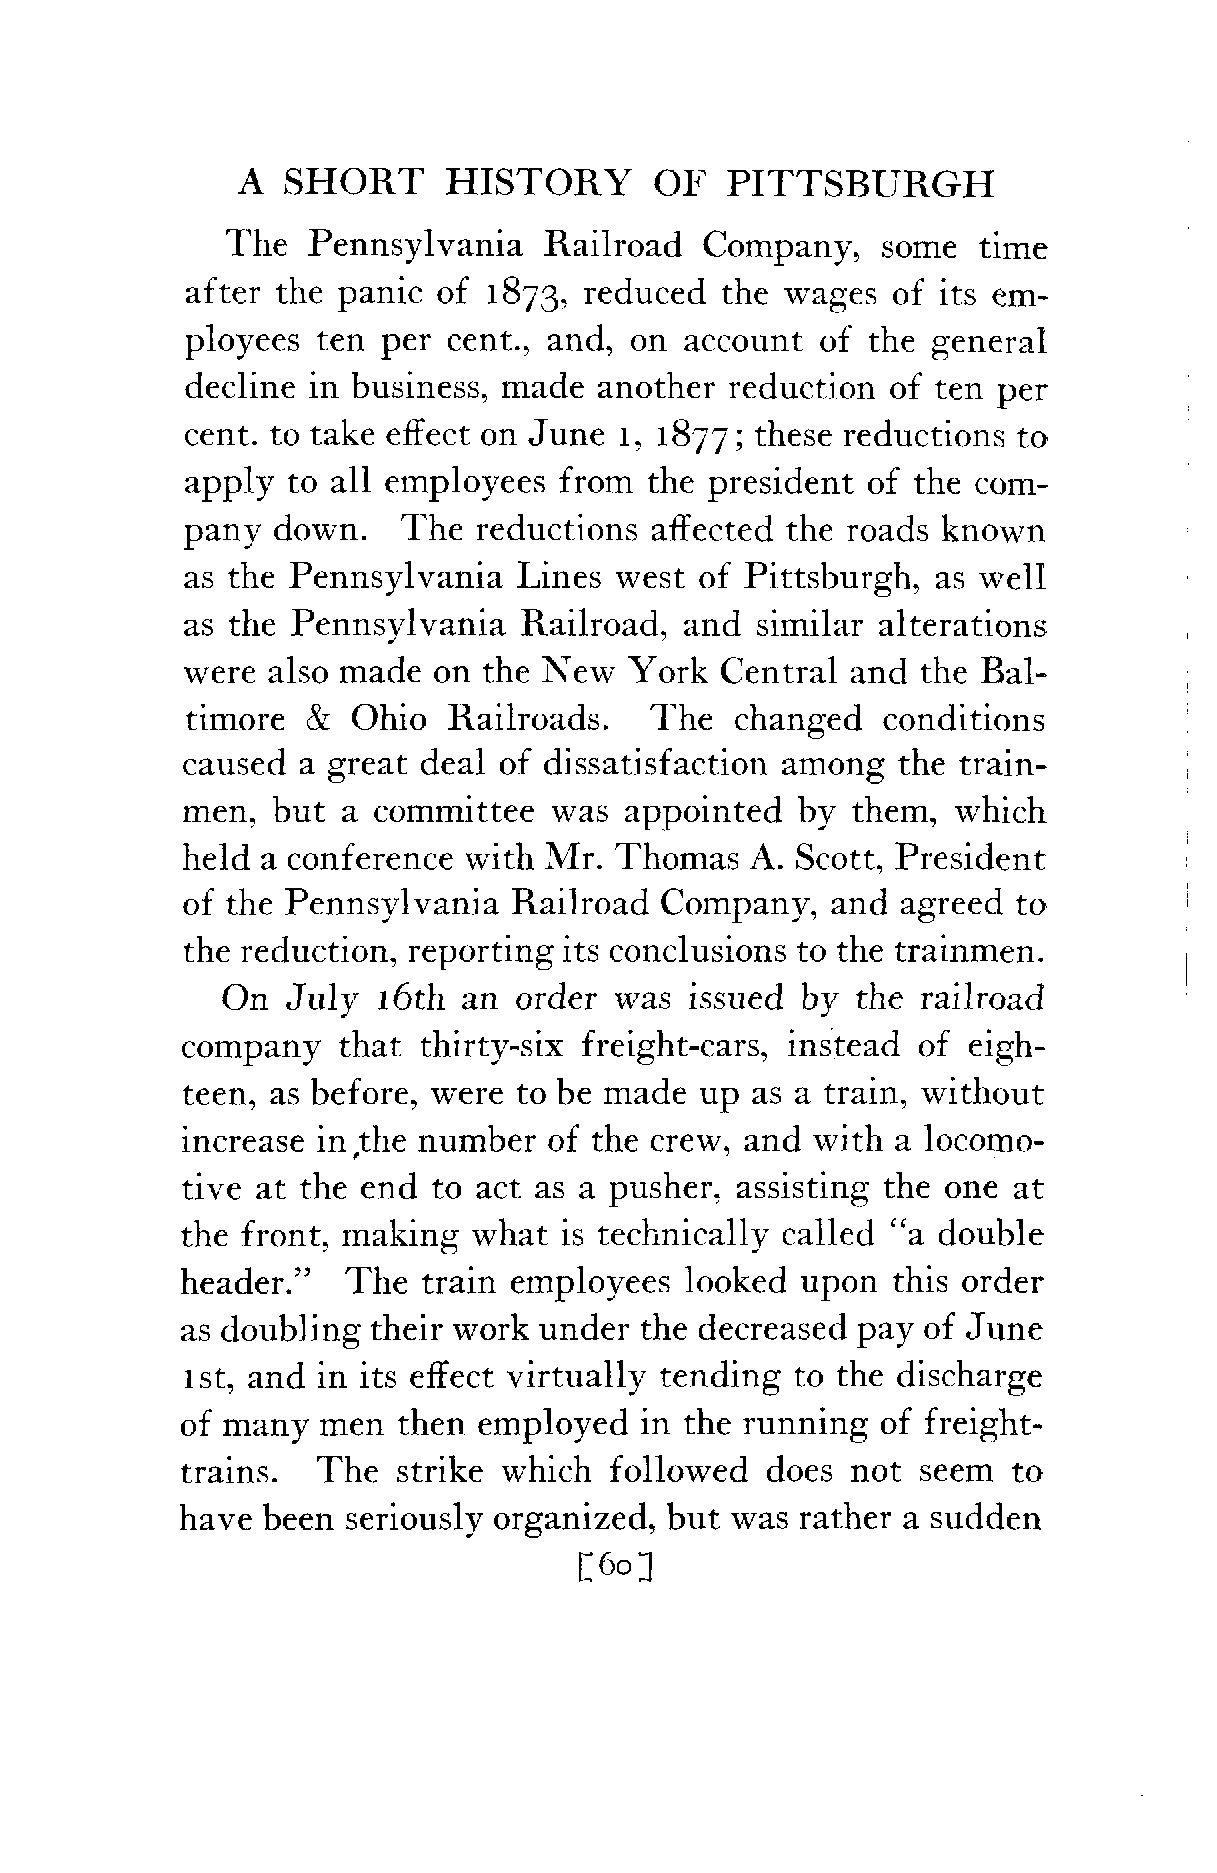 A SHORT HISTORY OF PITTSBURGH
The Pennsylvania Railroad Company, some time
after the panic of 1873, reduced the wages of its em-
ployees ten per cent., and, on account of the general
decline in business, made another reduction of ten per
cent. to take effect on June 1, 1877; these reductions to
apply to all employees from the president of the com-
pany down. The reductions affected the roads known
as the Pennsylvania Lines west of Pittsburgh, as well
as the Pennsylvania Railroad, and similar alterations
were also made on the New York Central and the Bal-
timore & Ohio Railroads. The changed conditions
caused a great deal of dissatisfaction among the train-
men, but a committee was appointed by them, which
held a conference with Mr. Thomas A. Scott, President
of the Pennsylvania Railroad Company, and agreed to
the reduction, reporting its conclusions to the trainmen.
On July 16th an order was issued by the railroad
company that thirty-six freight-cars, instead of eigh-
teen, as before, were to be made up as a train, without
increase in the number of the crew, and with a locomo-
tive at the end to act as a pusher, assisting the one at
the front, making what is technically called "a double
header." The train employees looked upon this order
as doubling their work under the decreased pay of June
1st, and in its effect virtually tending to the discharge
of many men then employed in the running of freight-
trains. The strike which followed does not seem to
have been seriously organized, but was rather a sudden
[60]